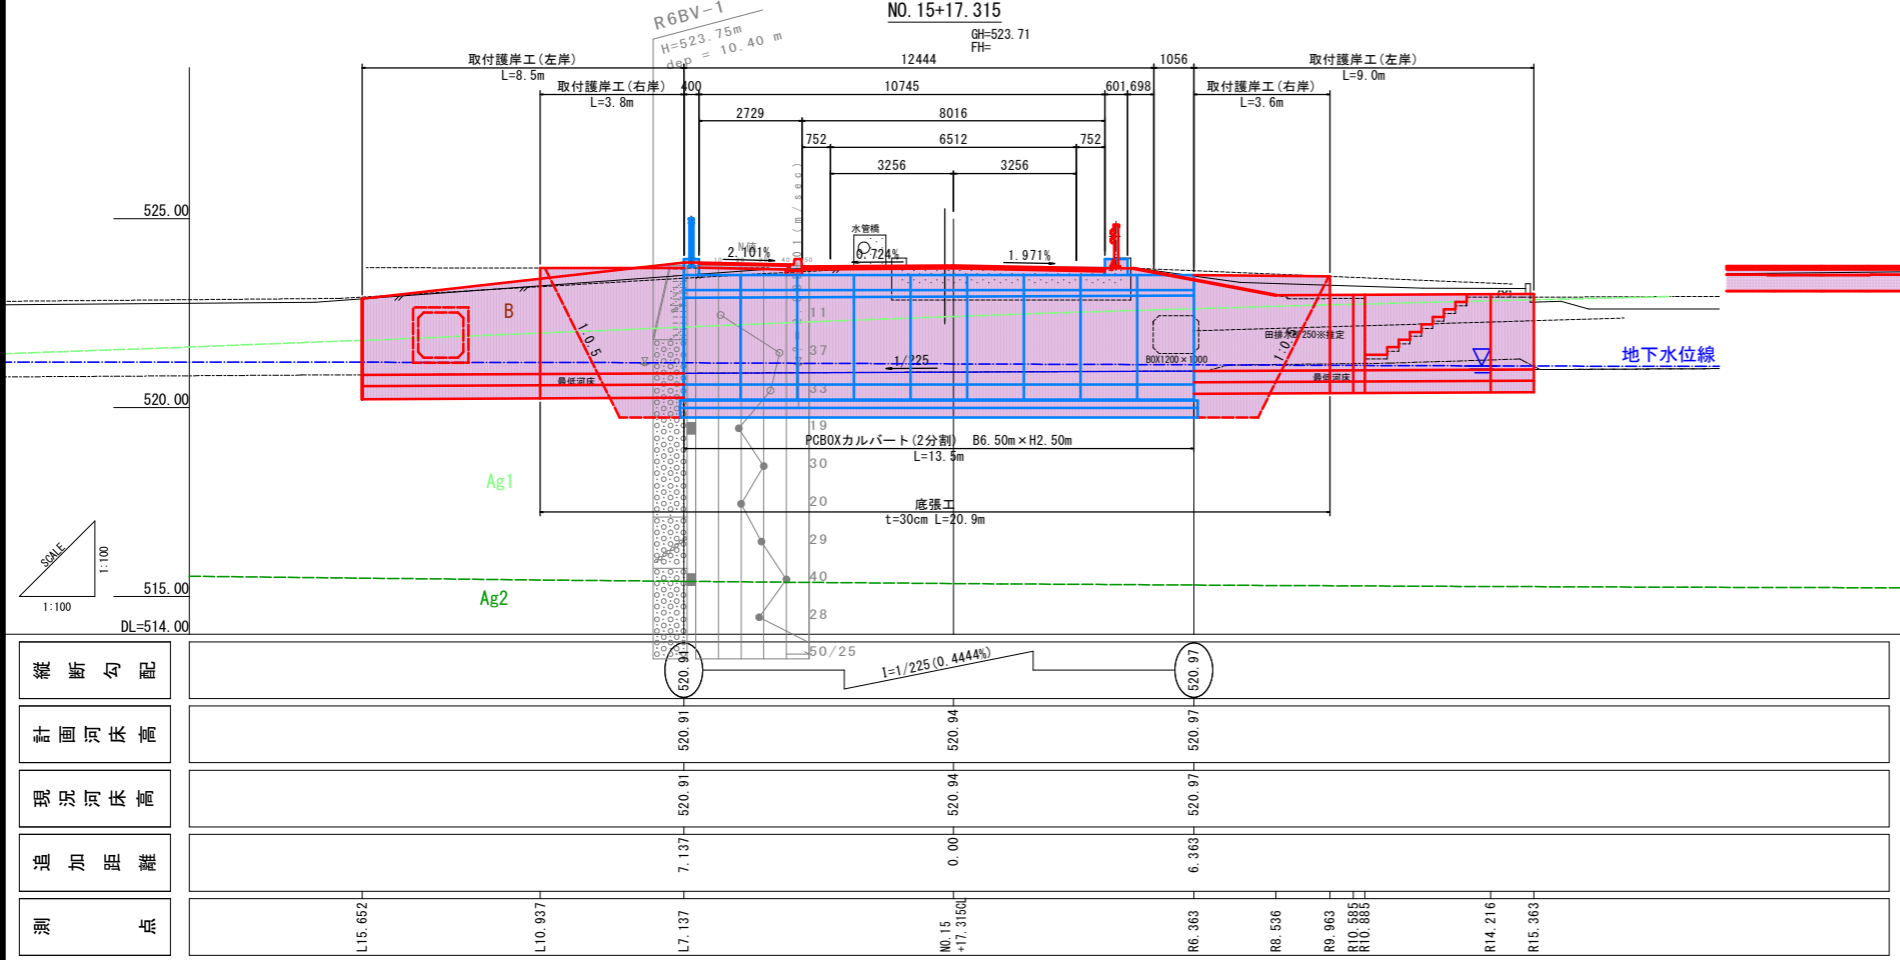 R6BV-1
H=523.75m
dep = 10.40 m
NO.15+17.315
GH=523.71
FH=
取付護岸工(左岸)
L=8.5m
12444
1056
取付護岸工(左岸)
L=9.0m
取付護岸工(右岸)
L=3.8m
400
10745
601
698
取付護岸工(右岸)
L=3.6m
2729
8016
752
6512
752
3256
3256
525.00
水管橋
N値
2.101%
0.724%
1.971%
B
1:0.5
11
37
33
19
30
20
29
40
28
50/25
1/225
BOX1200×1000
地下水位線
最低河床
最低河床
520.00
PCBOXカルバート(2分割) B6.50m×H2.50m
L=13.5m
Ag1
底張工
t=30cm L=20.9m
SCALE
1:100
1:100
515.00
Ag2
DL=514.00
縦断勾配
520.91
I=1/225(0.4444%)
520.97
計画河床高
520.91
520.94
520.97
現況河床高
520.91
520.94
520.97
追加距離
7.137
0.00
6.363
測点
L15.652
L10.937
L7.137
NO.15
+17.315CL
R6.363
R8.536
R9.963
R10.585
R10.885
R14.216
R15.363